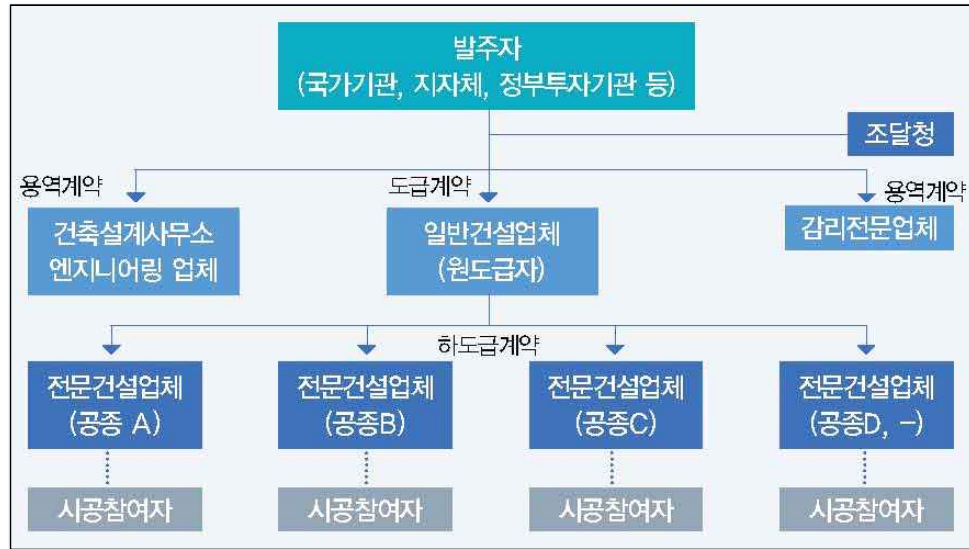 발주자
(국가기관, 지자체, 정부투자기관 등)
조달청
용역계약
도급계약
용역계약
건축설계사무소
엔지니어링 업체
일반건설업체
(원도급자)
감리전문업체
하도급계약
전문건설업체
(공종 A)
전문건설업체
(공종B)
전문건설업체
(공종C)
전문건설업체
(공종D, -)
시공참여자
시공참여자
시공참여자
시공참여자